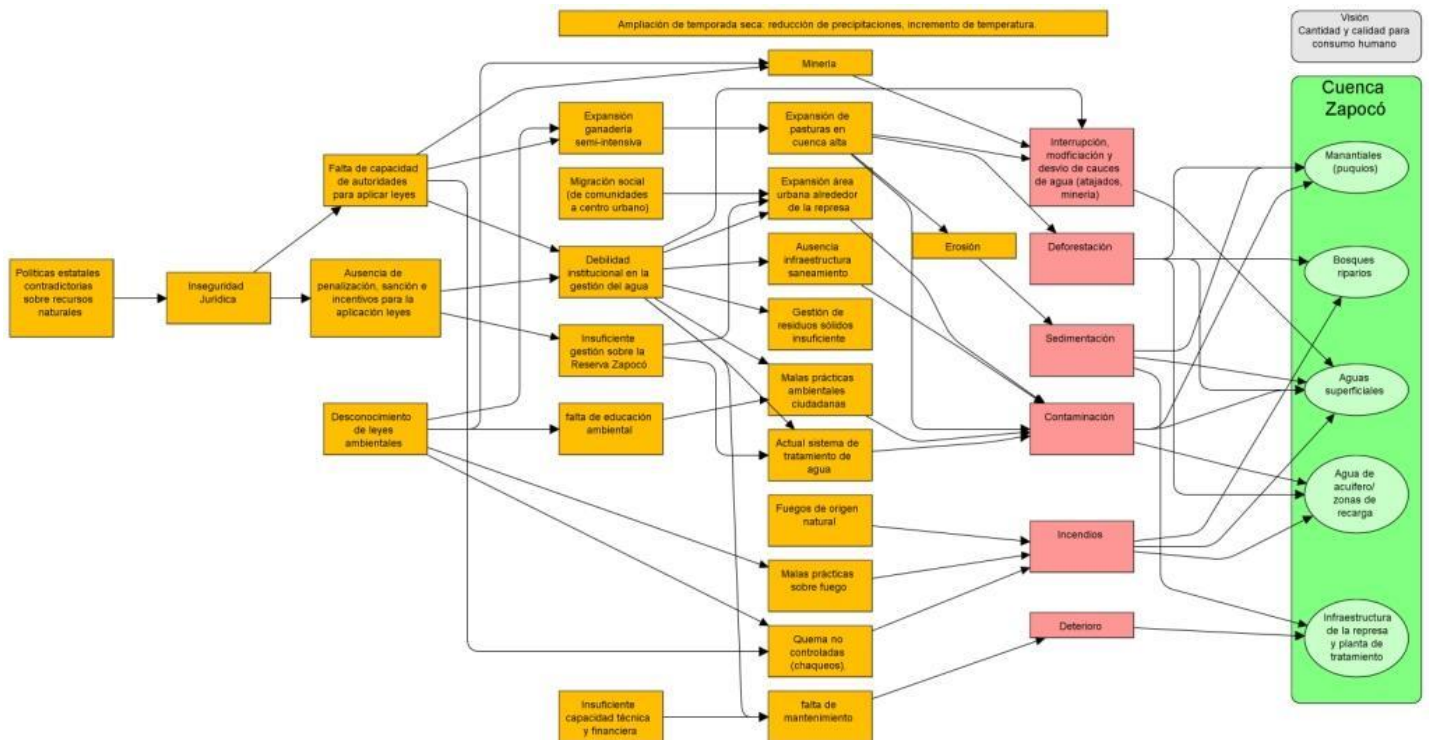 Ampliación de temporada seca: reducción de precipitaciones, incremento de temperatura.
Visión
Cantidad y calidad para
consumo humano
Políticas estatales
contradictorias
sobre recursos
naturales
Inseguridad
Jurídica
Falta de capacidad
de autoridades
para aplicar leyes
Ausencia de
penalización, sanción e
incentivos para la
aplicación leyes
Desconocimiento
de leyes
ambientales
Expansión
ganadería
semi-intensiva
Migración social
(de comunidades
a centro urbano)
Debilidad
institucional en la
gestión del agua
Insuficiente
gestión sobre la
Reserva Zapocó
falta de educación
ambiental
Insuficiente
capacidad técnica
y financiera
Minería
Expansión de
pasturas en
cuenca alta
Expansión área
urbana alrededor
de la represa
Ausencia
infraestructura
saneamiento
Gestión de
residuos sólidos
insuficiente
Malas prácticas
ambientales
ciudadanas
Actual sistema de
tratamiento de
agua
Fuegos de origen
natural
Malas prácticas
sobre fuego
Quema no
controladas
(chaqueos).
falta de
mantenimiento
Erosión
Interrupción,
modficiación y
desvío de cauces
de agua (atajados,
minería)
Deforestación
Sedimentación
Contaminación
Incendios
Deterioro
Cuenca
Zapocó
Manantiales
(puquíos)
Bosques
riparios
Aguas
superficiales
Agua de
acuífero/
zonas de
recarga
Infraestructura
de la represa
y planta de
tratamiento